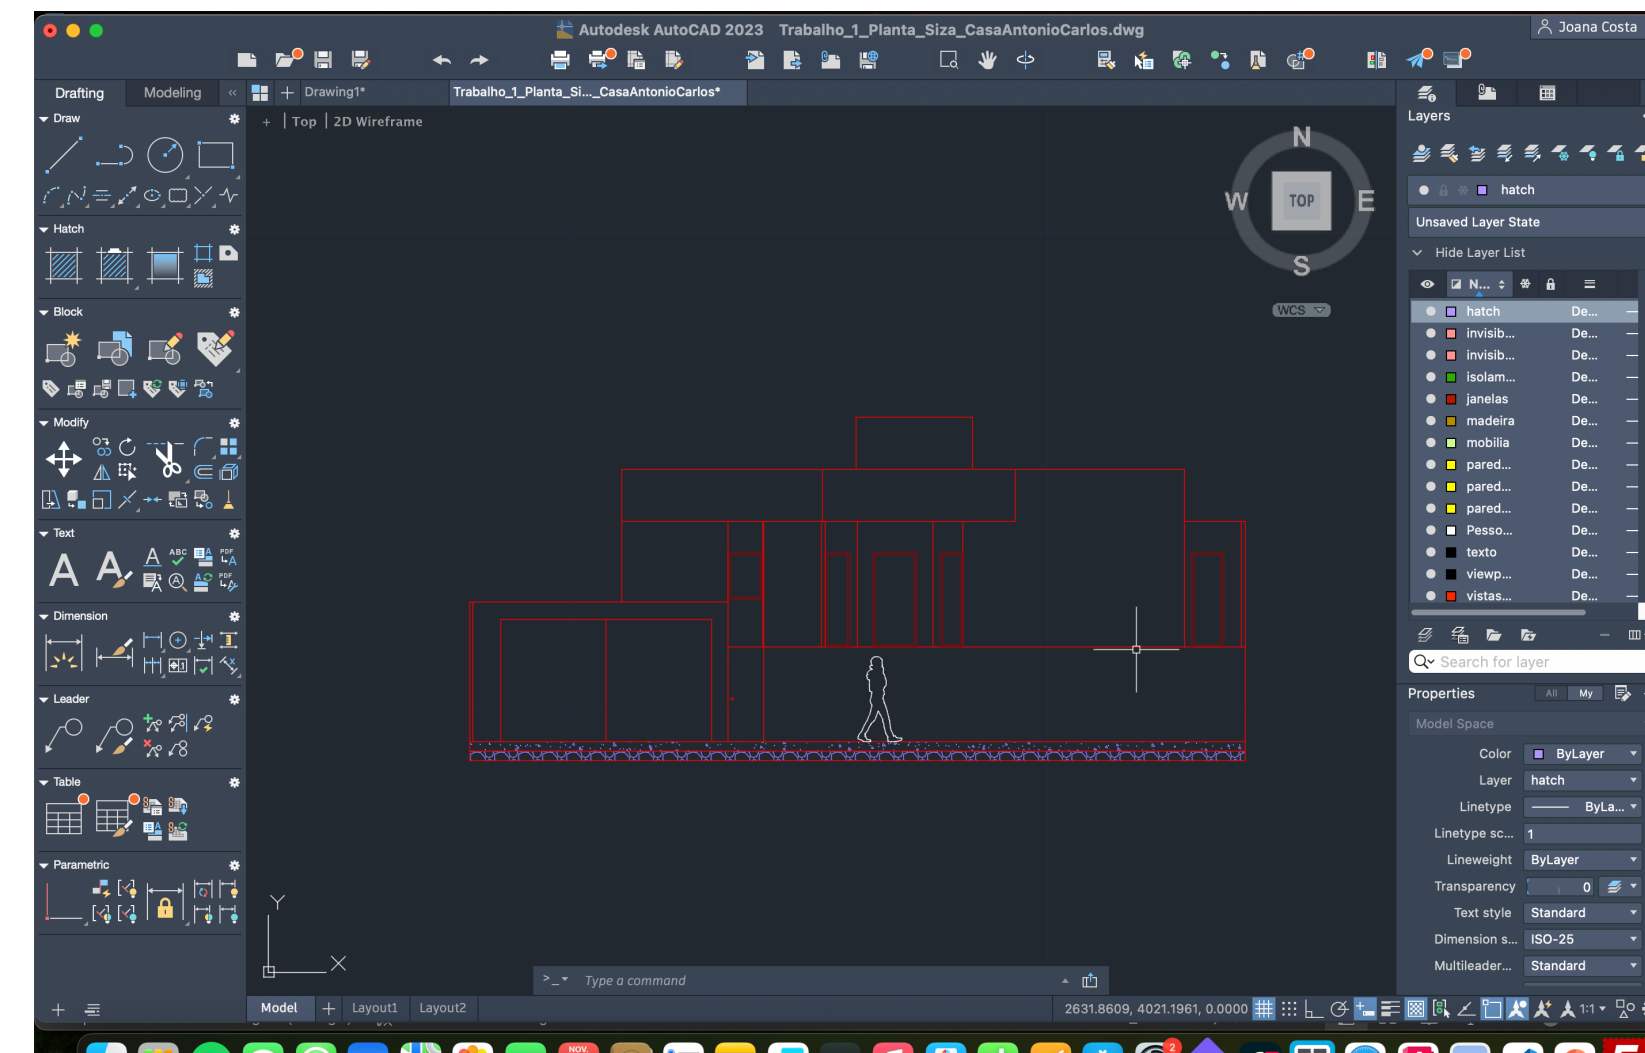 Autodesk AutoCAD 2023 Trabalho_1_Planta_Siza_CasaAntonioCarlos.dwg
Joana Costa
Drafting Modeling
Drawing1*
Trabalho_1_Planta_Si..._CasaAntonioCarlos*
Draw
+ | Top | 2D Wireframe
N
W TOP E
S
WCS
Hatch
Block
Modify
Text
A A A ABC PDF
PDF
Dimension
Leader
Table
Parametric
Y
X
Layers
hatch
Unsaved Layer State
Hide Layer List
N...
hatch De...
invisib... De...
invisib... De...
isolam... De...
janelas De...
madeira De...
mobilia De...
pared... De...
pared... De...
pared... De...
Pesso... De...
texto De...
viewp... De...
vistas... De...
Search for layer
Properties All My
Model Space
Color ByLayer
Layer hatch
Linetype ByLa...
Linetype sc... 1
Lineweight ByLayer
Transparency 0
Text style Standard
Dimension s... ISO-25
Multileader... Standard
>_ Type a command
Model + Layout1 Layout2
2631.8609, 4021.1961, 0.0000
1:1
NOV.
2